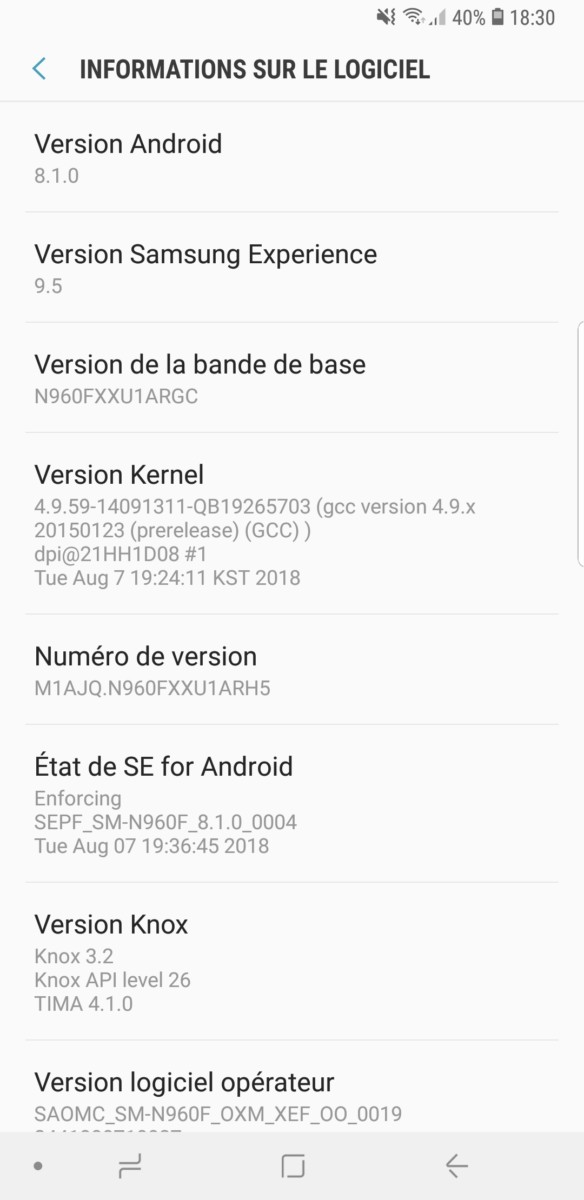 40% 18:30
INFORMATIONS SUR LE LOGICIEL
Version Android
8.1.0
Version Samsung Experience
9.5
Version de la bande de base
N960FXXU1ARGC
Version Kernel
4.9.59-14091311-QB19265703 (gcc version 4.9.x
20150123 (prerelease) (GCC) )
dpi@21HH1D08 #1
Tue Aug 7 19:24:11 KST 2018
Numéro de version
M1AJQ.N960FXXU1ARH5
État de SE for Android
Enforcing
SEPF_SM-N960F_8.1.0_0004
Tue Aug 07 19:36:45 2018
Version Knox
Knox 3.2
Knox API level 26
TIMA 4.1.0
Version logiciel opérateur
SAOMC_SM-N960F_OXM_XEF_OO_0019